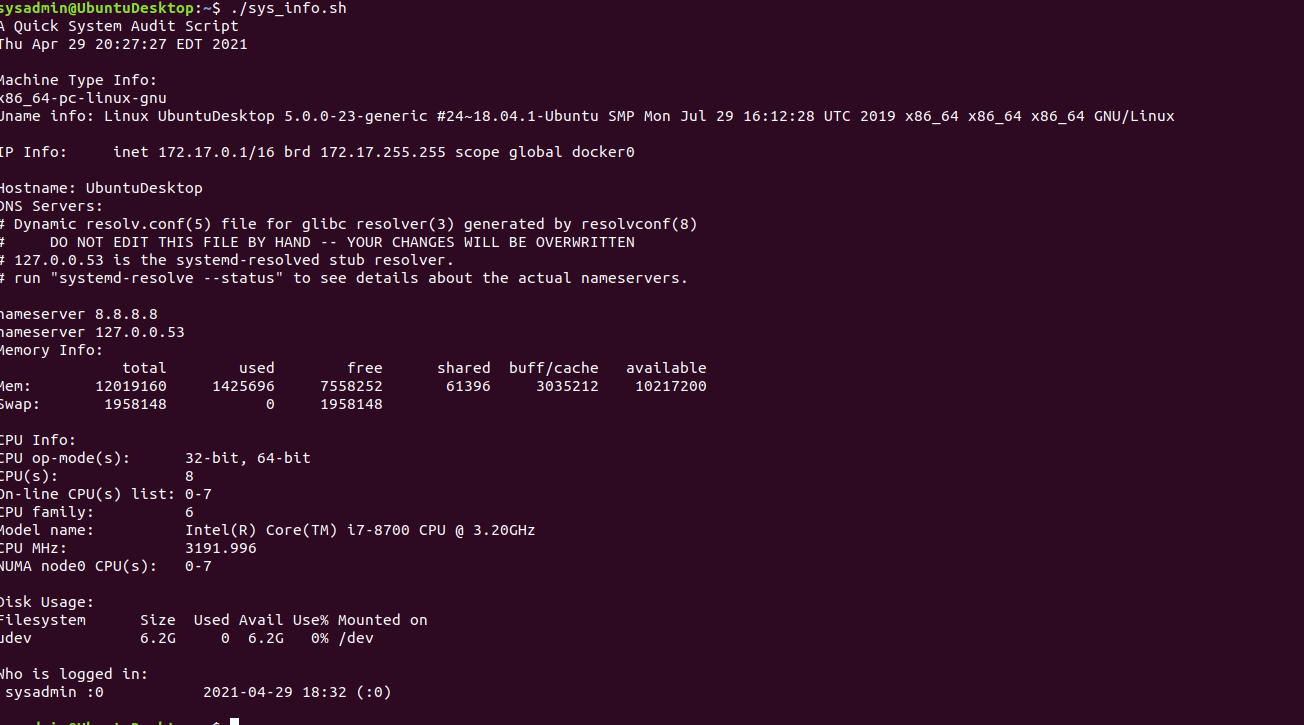 sysadmin@UbuntuDesktop:~$ ./sys_info.sh
A Quick System Audit Script
Thu Apr 29 20:27:27 EDT 2021
Machine Type Info:
x86_64-pc-linux-gnu
Uname info: Linux UbuntuDesktop 5.0.0-23-generic #24~18.04.1-Ubuntu SMP Mon Jul 29 16:12:28 UTC 2019 x86_64 x86_64 x86_64 GNU/Linux
IP Info:     inet 172.17.0.1/16 brd 172.17.255.255 scope global docker0
Hostname: UbuntuDesktop
DNS Servers:
# Dynamic resolv.conf(5) file for glibc resolver(3) generated by resolvconf(8)
#     DO NOT EDIT THIS FILE BY HAND -- YOUR CHANGES WILL BE OVERWRITTEN
# 127.0.0.53 is the systemd-resolved stub resolver.
# run "systemd-resolve --status" to see details about the actual nameservers.
nameserver 8.8.8.8
nameserver 127.0.0.53
Memory Info:
              total        used        free      shared  buff/cache   available
Mem:       12019160     1425696     7558252       61396     3035212    10217200
Swap:       1958148           0     1958148
CPU Info:
CPU op-mode(s):      32-bit, 64-bit
CPU(s):              8
On-line CPU(s) list: 0-7
CPU family:          6
Model name:          Intel(R) Core(TM) i7-8700 CPU @ 3.20GHz
CPU MHz:             3191.996
NUMA node0 CPU(s):   0-7
Disk Usage:
Filesystem      Size  Used Avail Use% Mounted on
udev            6.2G     0  6.2G   0% /dev
Who is logged in:
 sysadmin :0           2021-04-29 18:32 (:0)
sysadmin@UbuntuDesktop:~$